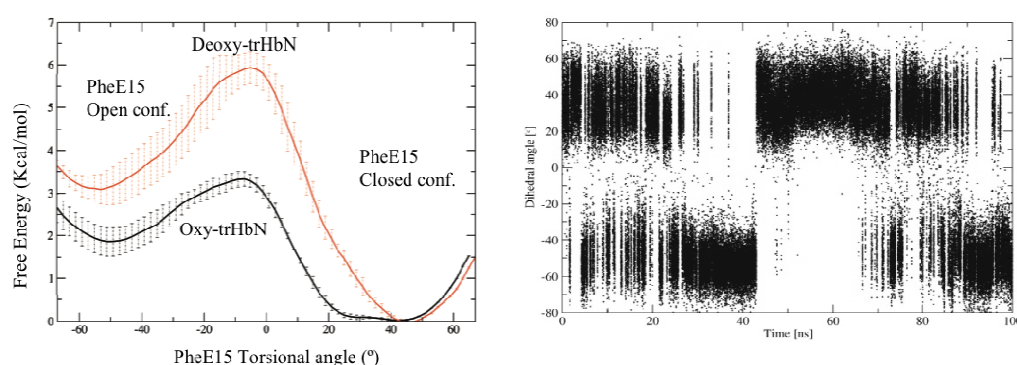 7
6
5
4
3
2
1
0
Free Energy (Kcal/mol)
Deoxy-trHbN
PheE15
Open conf.
PheE15
Closed conf.
Oxy-trHbN
-60 -40 -20 0 20 40 60
PheE15 Torsional angle (º)
80
60
40
20
0
-20
-40
-60
-80
Dihedral angle [°]
0 20 40 60 80 100
Time [ns]